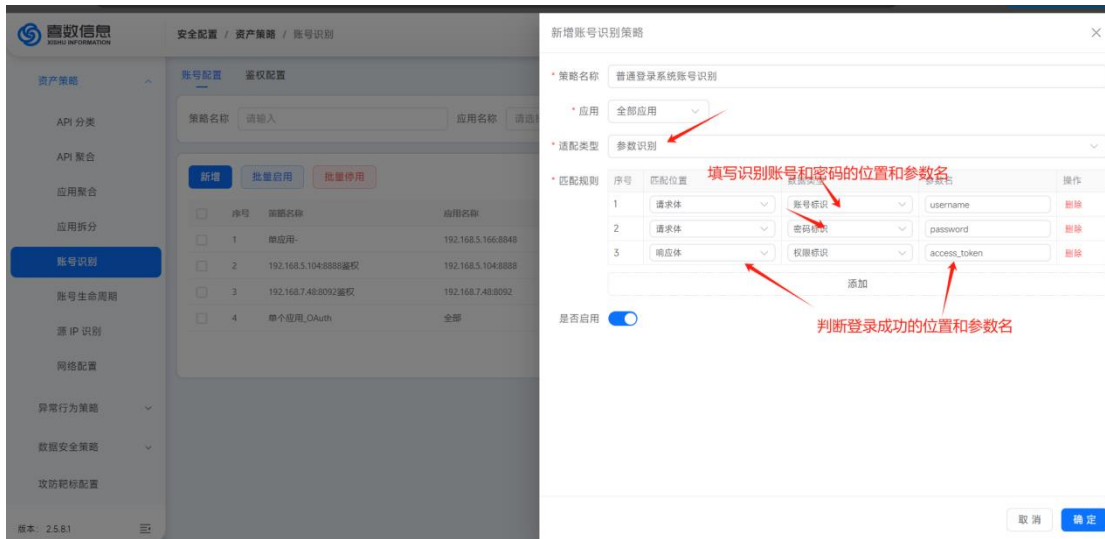 喜数信息
XISHU INFORMATION
安全配置 / 资产策略 / 账号识别
资产策略
API 分类
API 聚合
应用聚合
应用拆分
账号识别
账号生命周期
源 IP 识别
网络配置
异常行为策略
数据安全策略
攻防靶标配置
版本： 2.5.8.1
账号配置 鉴权配置
策略名称 请输入 应用名称
新增 批量启用 批量停用
序号 策略名称 应用名称
1 单应用- 192.168.5.166:8848
2 192.168.5.104:8888鉴权 192.168.5.104:8888
3 192.168.7.48:8092鉴权 192.168.7.48:8092
4 单个应用_OAuth 全部
新增账号识别策略
* 策略名称 普通登录系统账号识别
* 应用 全部应用
* 适配类型 参数识别
填写识别账号和密码的位置和参数名
* 匹配规则 序号 匹配位置 数据类型 参数名 操作
1 请求体 账号标识 username 删除
2 请求体 密码标识 password 删除
3 响应体 权限标识 access_token 删除
添加
是否启用
判断登录成功的位置和参数名
取消 确定